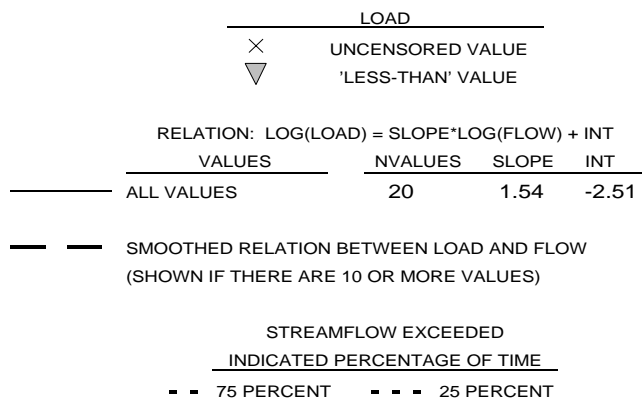 LOAD
UNCENSORED VALUE
'LESS-THAN' VALUE
RELATION: LOG(LOAD) = SLOPE*LOG(FLOW) + INT
VALUES NVALUES SLOPE INT
ALL VALUES 20 1.54 -2.51
SMOOTHED RELATION BETWEEN LOAD AND FLOW
(SHOWN IF THERE ARE 10 OR MORE VALUES)
STREAMFLOW EXCEEDED
INDICATED PERCENTAGE OF TIME
75 PERCENT 25 PERCENT